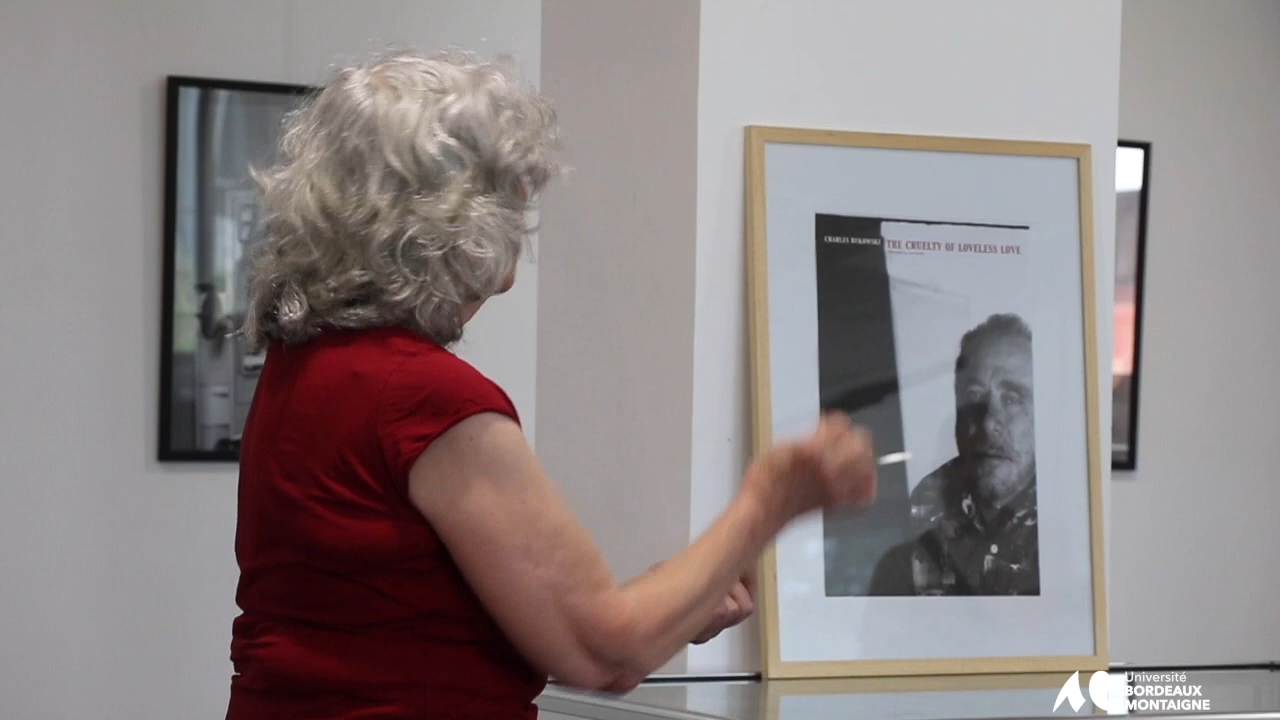 CHARLES BUKOWSKI THE CRUELTY OF LOVELESS LOVE
Université
BORDEAUX
MONTAIGNE